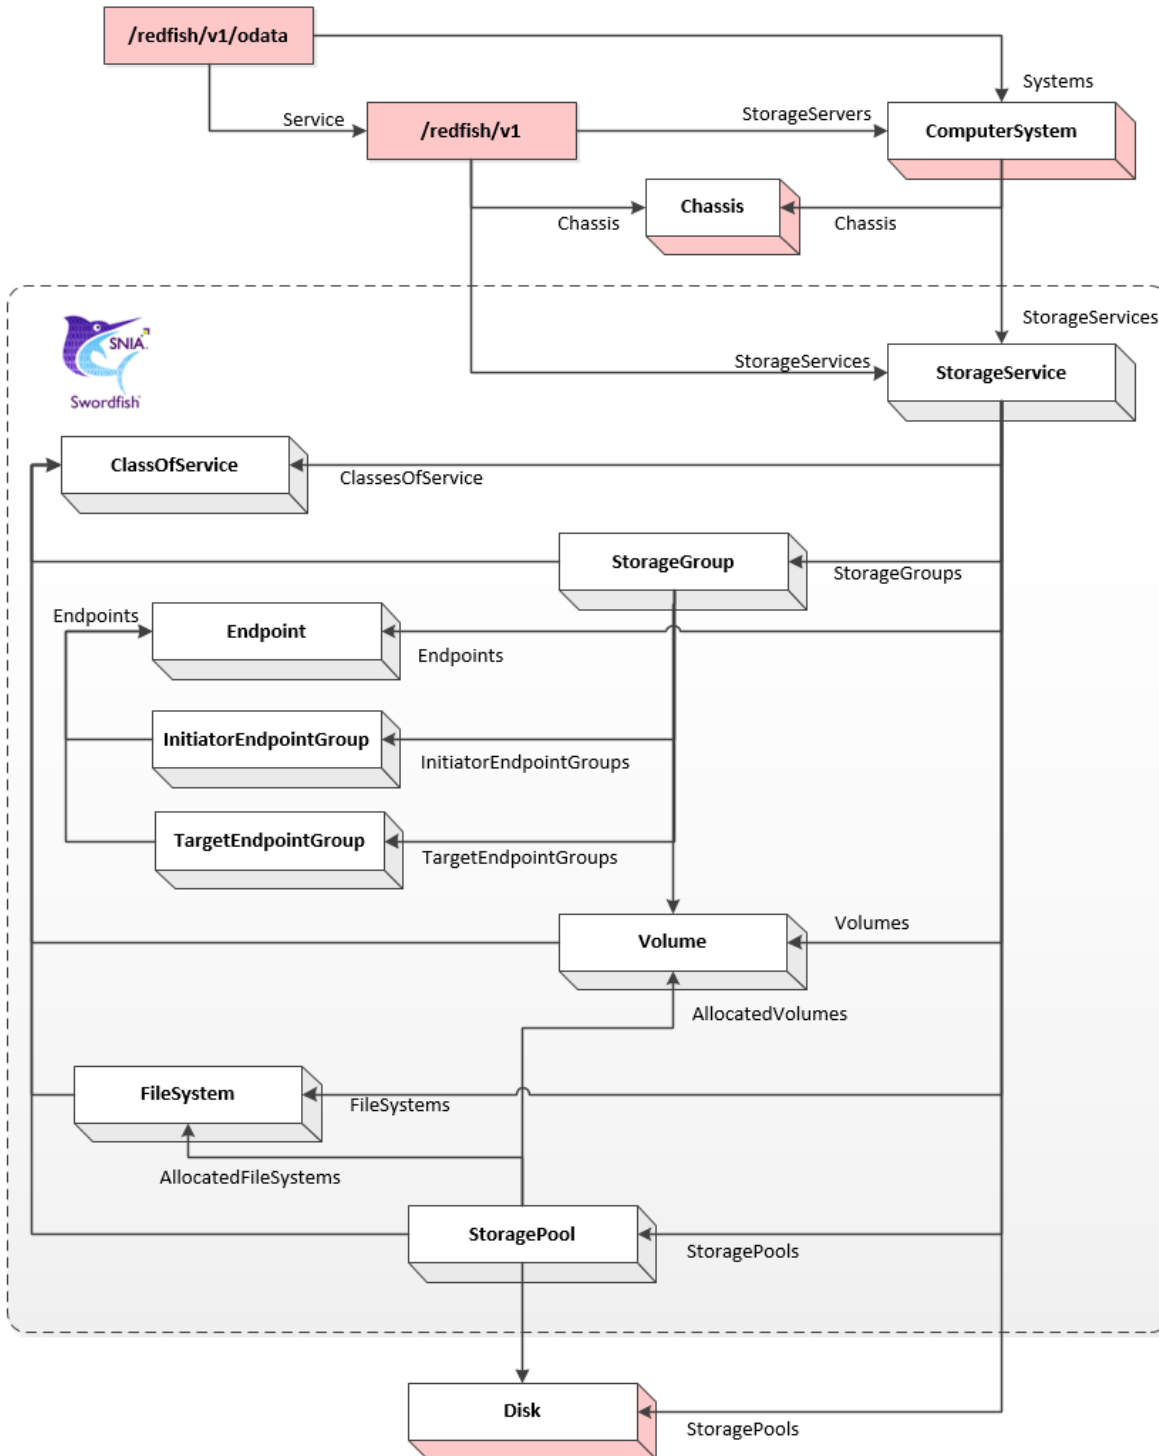 /redfish/v1/odata
Systems
Service
/redfish/v1
StorageServers
ComputerSystem
Chassis
Chassis
Chassis
StorageServices
SNIA
Swordfish
StorageServices
StorageService
ClassOfService
ClassesOfService
StorageGroup
StorageGroups
Endpoints
Endpoint
Endpoints
InitiatorEndpointGroup
InitiatorEndpointGroups
TargetEndpointGroup
TargetEndpointGroups
Volume
Volumes
AllocatedVolumes
FileSystem
FileSystems
AllocatedFileSystems
StoragePool
StoragePools
Disk
StoragePools